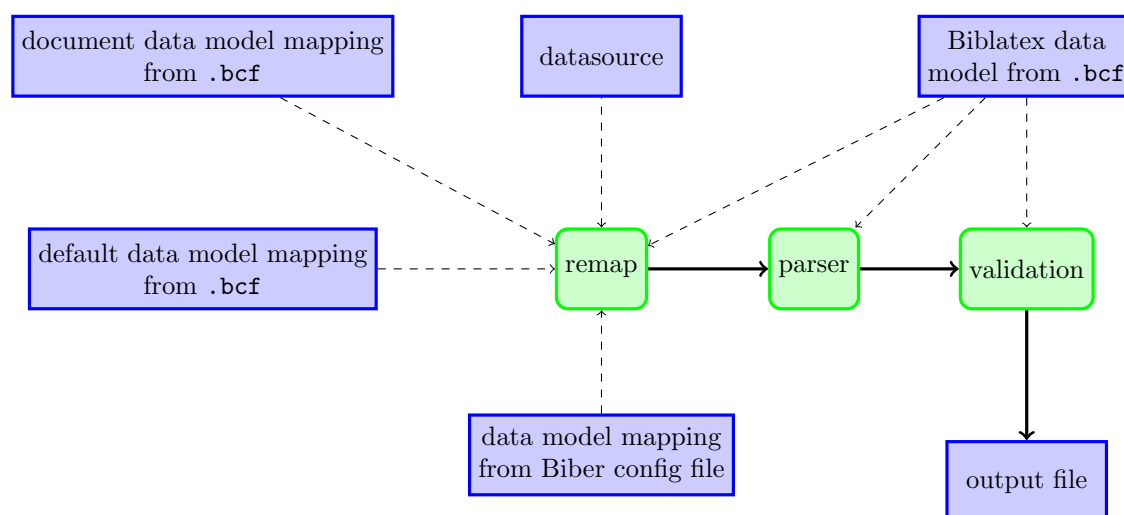 document data model mapping
from .bcf
datasource
Biblatex data
model from .bcf
default data model mapping
from .bcf
remap
parser
validation
data model mapping
from Biber config file
output file